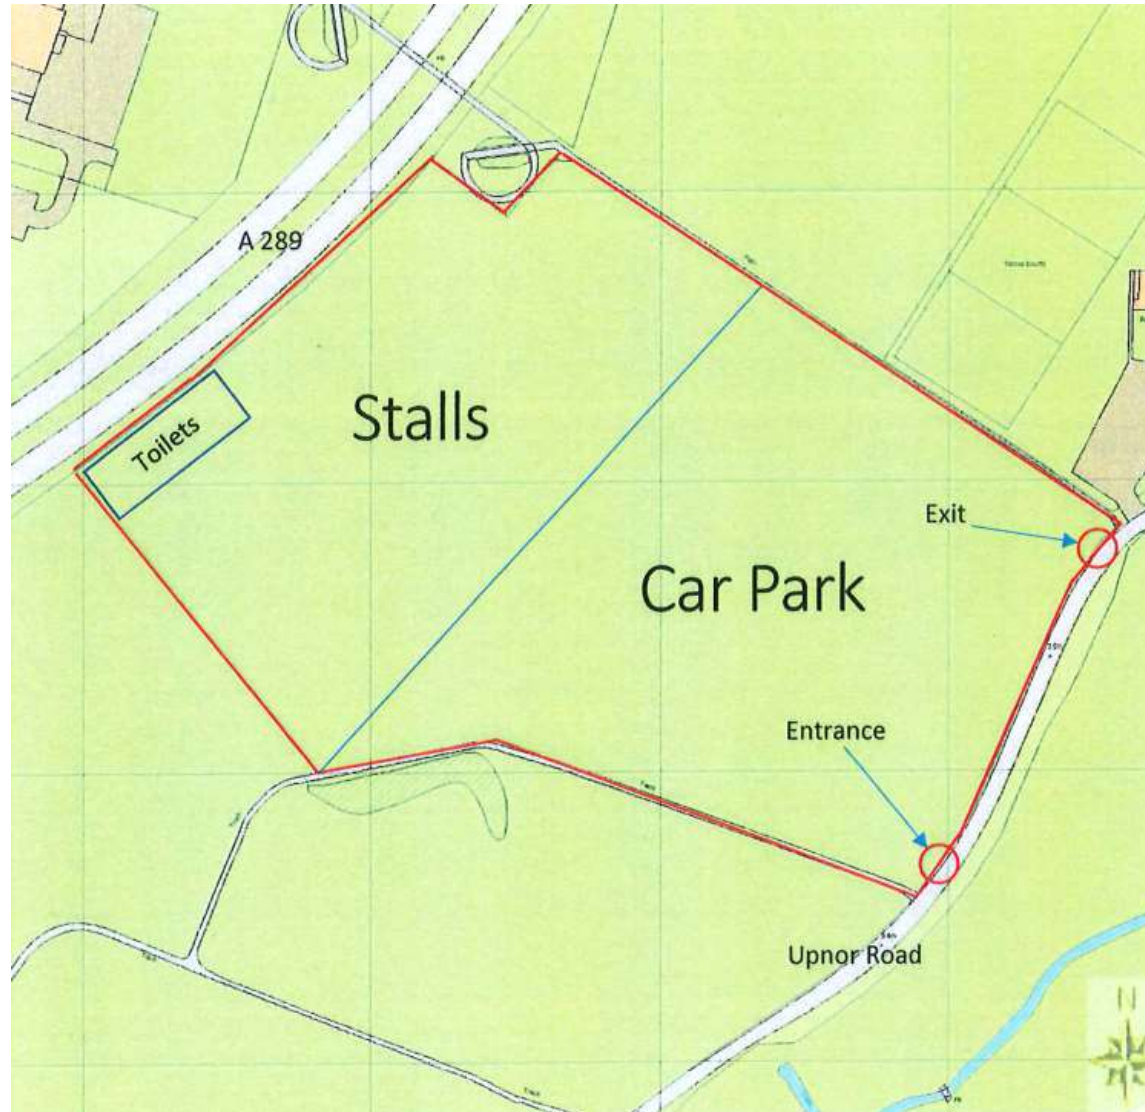 A 289
Stalls
Toilets
Exit
Car Park
Entrance
Upnor Road
N